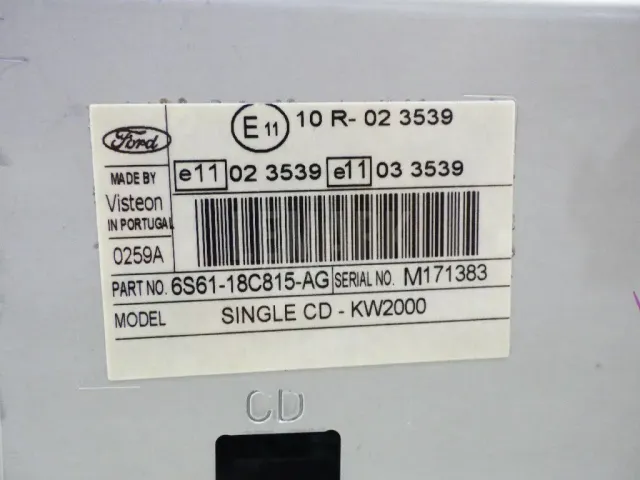 Ford
E 11 10 R- 02 3539
e11 02 3539 e11 03 3539
MADE BY
Visteon
IN PORTUGAL
0259A
PART NO. 6S61-18C815-AG SERIAL NO. M171383
MODEL SINGLE CD - KW2000
CD